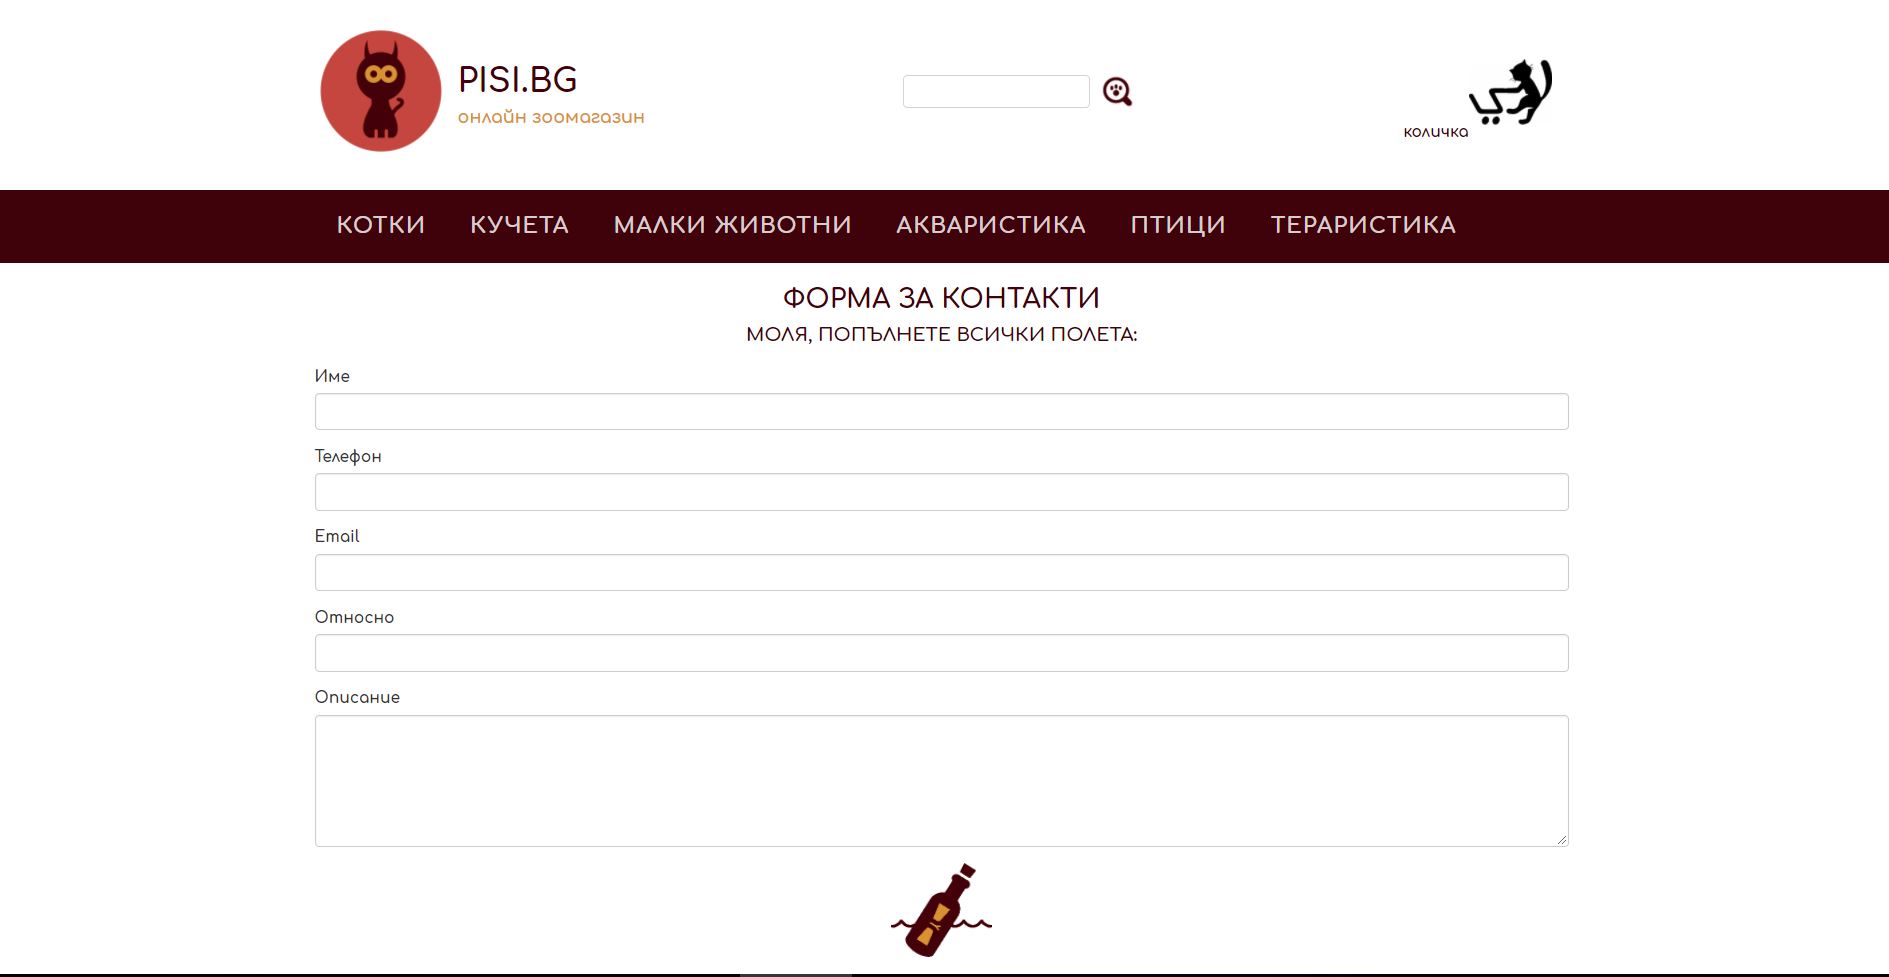 PISI.BG
онлайн зоомагазин
количка
КОТКИ КУЧЕТА МАЛКИ ЖИВОТНИ АКВАРИСТИКА ПТИЦИ ТЕРАРИСТИКА
ФОРМА ЗА КОНТАКТИ
МОЛЯ, ПОПЪЛНЕТЕ ВСИЧКИ ПОЛЕТА:
Име
Телефон
Email
Относно
Описание